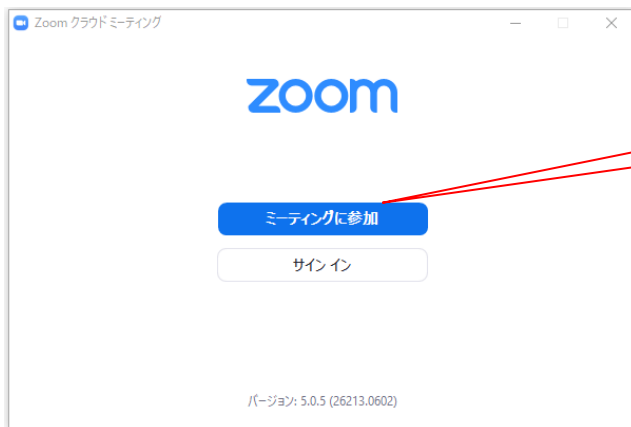 Zoom クラウド ミーティング
zoom
ミーティングに参加
サイン イン
バージョン: 5.0.5 (26213.0602)